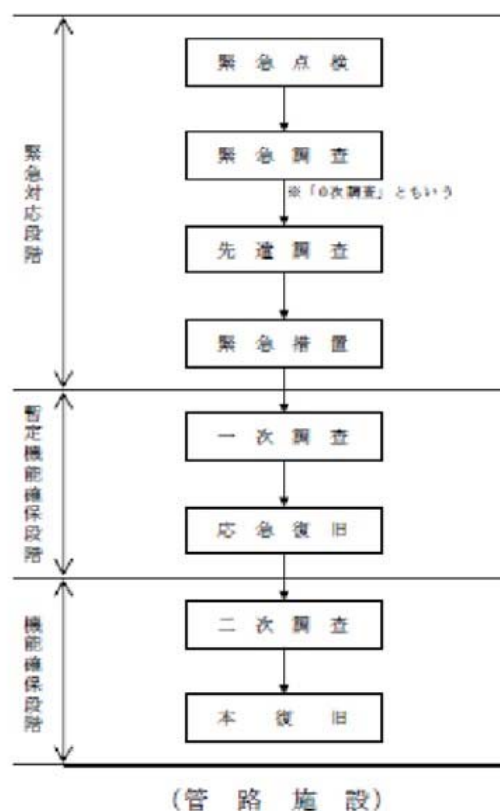 緊急対応段階
緊急点検
緊急調査
※「0次調査」ともいう
先遣調査
緊急措置
暫定機能確保段階
一次調査
応急復旧
機能確保段階
二次調査
本復旧
（管路施設）